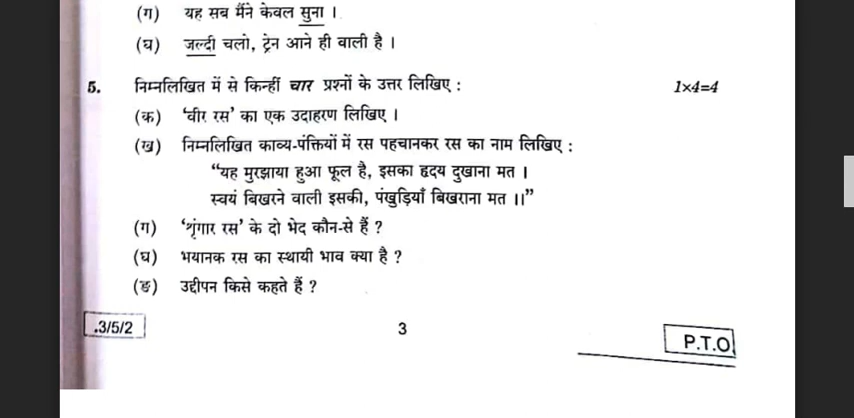 (ग) यह सब मैंने केवल सुना ।
(घ) जल्दी चलो, ट्रेन आने ही वाली है ।
5. निम्नलिखित में से किन्हीं चार प्रश्नों के उत्तर लिखिए : 1×4=4
(क) ‘वीर रस’ का एक उदाहरण लिखिए ।
(ख) निम्नलिखित काव्य-पंक्तियों में रस पहचानकर रस का नाम लिखिए :
“यह मुरझाया हुआ फूल है, इसका हृदय दुखाना मत ।
स्वयं बिखरने वाली इसकी, पंखुड़ियाँ बिखराना मत ।।”
(ग) ‘शृंगार रस’ के दो भेद कौन-से हैं ?
(घ) भयानक रस का स्थायी भाव क्या है ?
(ङ) उद्दीपन किसे कहते हैं ?
.3/5/2 3 P.T.O.